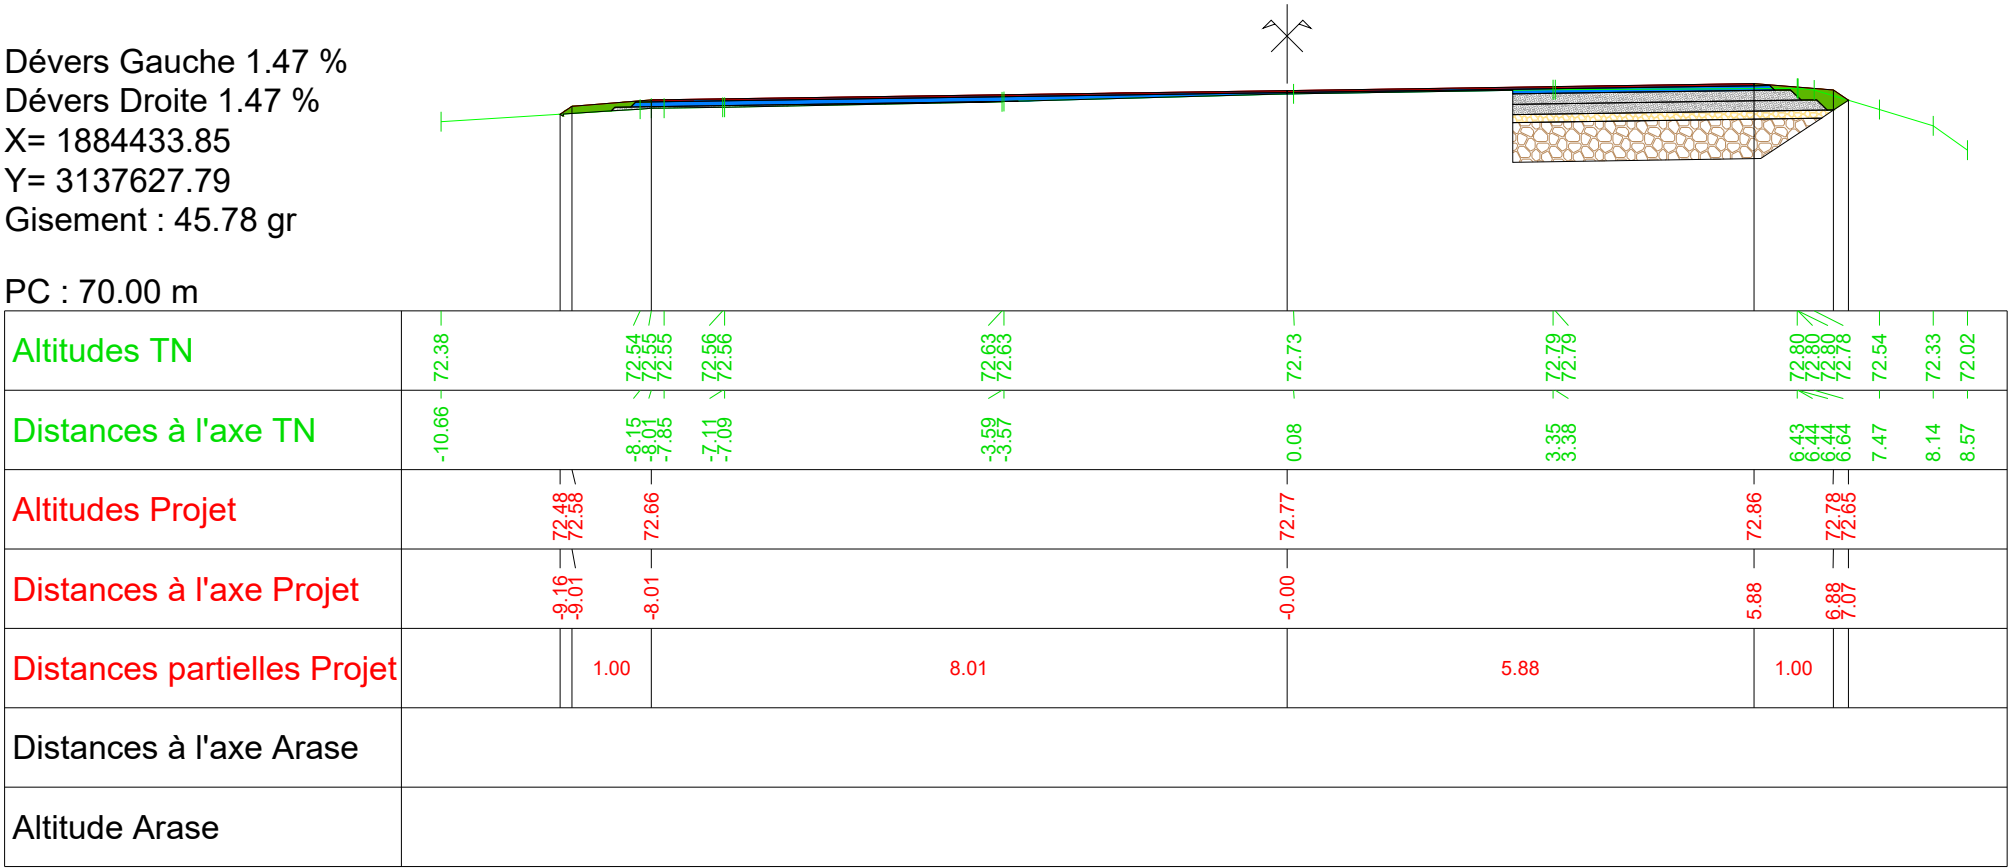 Dévers Gauche 1.47 %
Dévers Droite 1.47 %
X= 1884433.85
Y= 3137627.79
Gisement : 45.78 gr
PC : 70.00 m
Altitudes TN 72.38 72.54 72.55 72.55 72.56 72.56 72.63 72.63 72.73 72.79 72.79 72.80 72.80 72.80 72.78 72.54 72.33 72.02
Distances à l'axe TN -10.66 -8.15 -8.01 -7.85 -7.11 -7.09 -3.59 -3.57 0.08 3.35 3.38 6.43 6.44 6.44 6.64 7.47 8.14 8.57
Altitudes Projet 72.48 72.58 72.66 72.77 72.86 72.78 72.65
Distances à l'axe Projet -9.16 -9.01 -8.01 -0.00 5.88 6.88 7.07
Distances partielles Projet 1.00 8.01 5.88 1.00
Distances à l'axe Arase
Altitude Arase